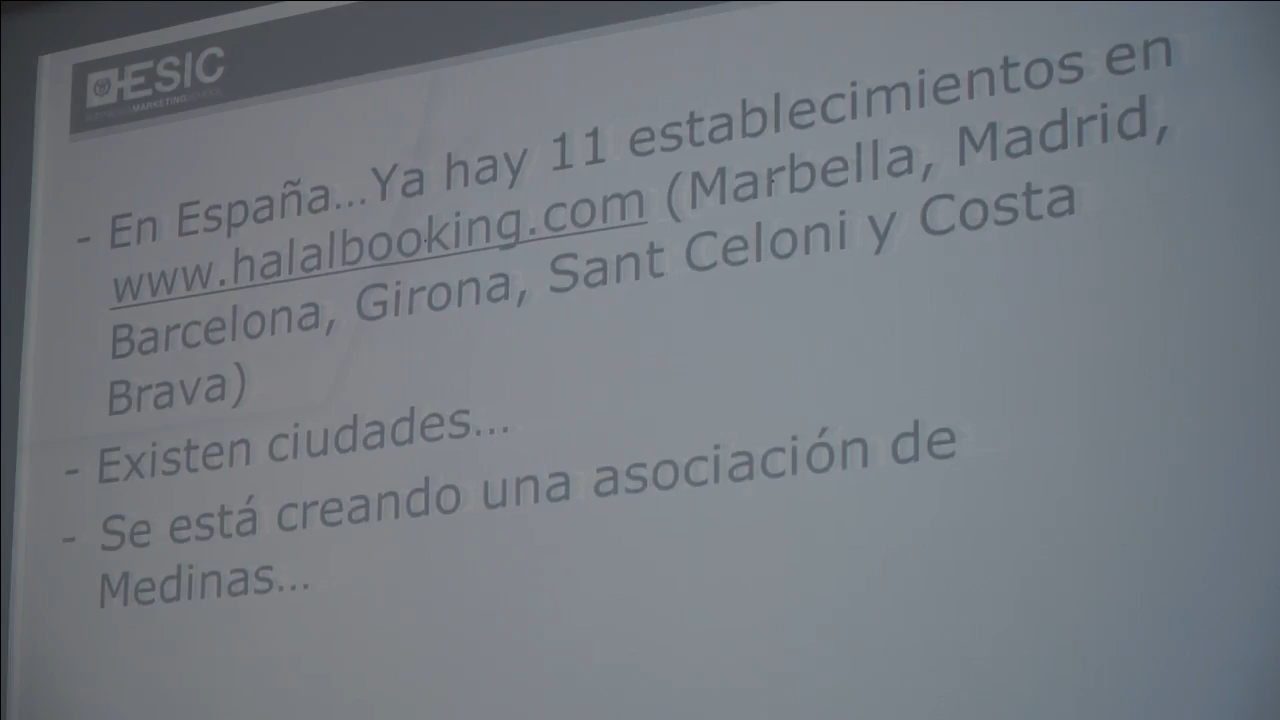 ESIC
MARKETING
- En España...Ya hay 11 establecimientos en
www.halalbooking.com (Marbella, Madrid,
Barcelona, Girona, Sant Celoni y Costa
Brava)
- Existen ciudades...
- Se está creando una asociación de
Medinas...